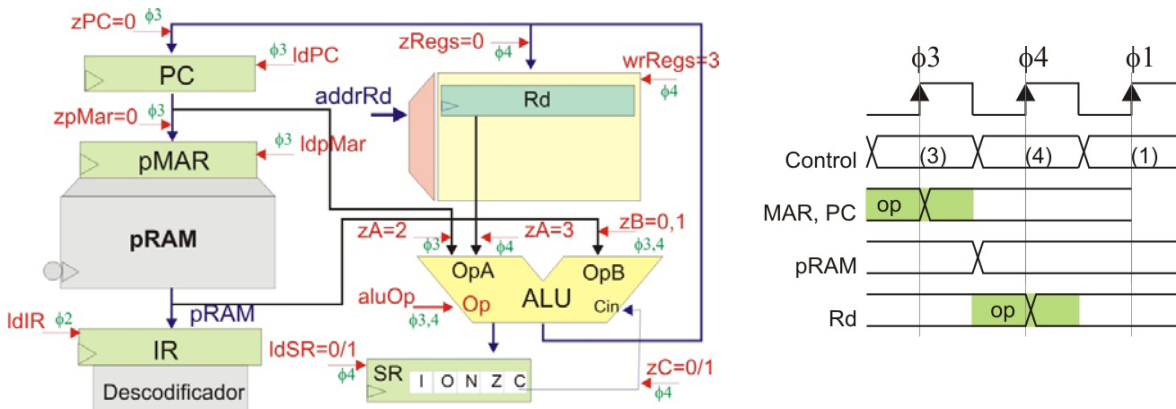 zPC=0 ϕ3
ϕ3 ldPC
PC
zpMar=0 ϕ3
ϕ3 ldpMar
pMAR
pRAM
pRAM
ldIR ϕ2
IR
Descodificador
zRegs=0
ϕ4
wrRegs=3
ϕ4
addrRd
Rd
zA=2
ϕ3
zA=3
ϕ4
zB=0,1
ϕ3,4
OpA
OpB
aluOp
ϕ3,4
Op
ALU
Cin
ldSR=0/1
ϕ4
SR I O N Z C
zC=0/1
ϕ4
ϕ3 ϕ4 ϕ1
Control (3) (4) (1)
MAR, PC op
pRAM
Rd op